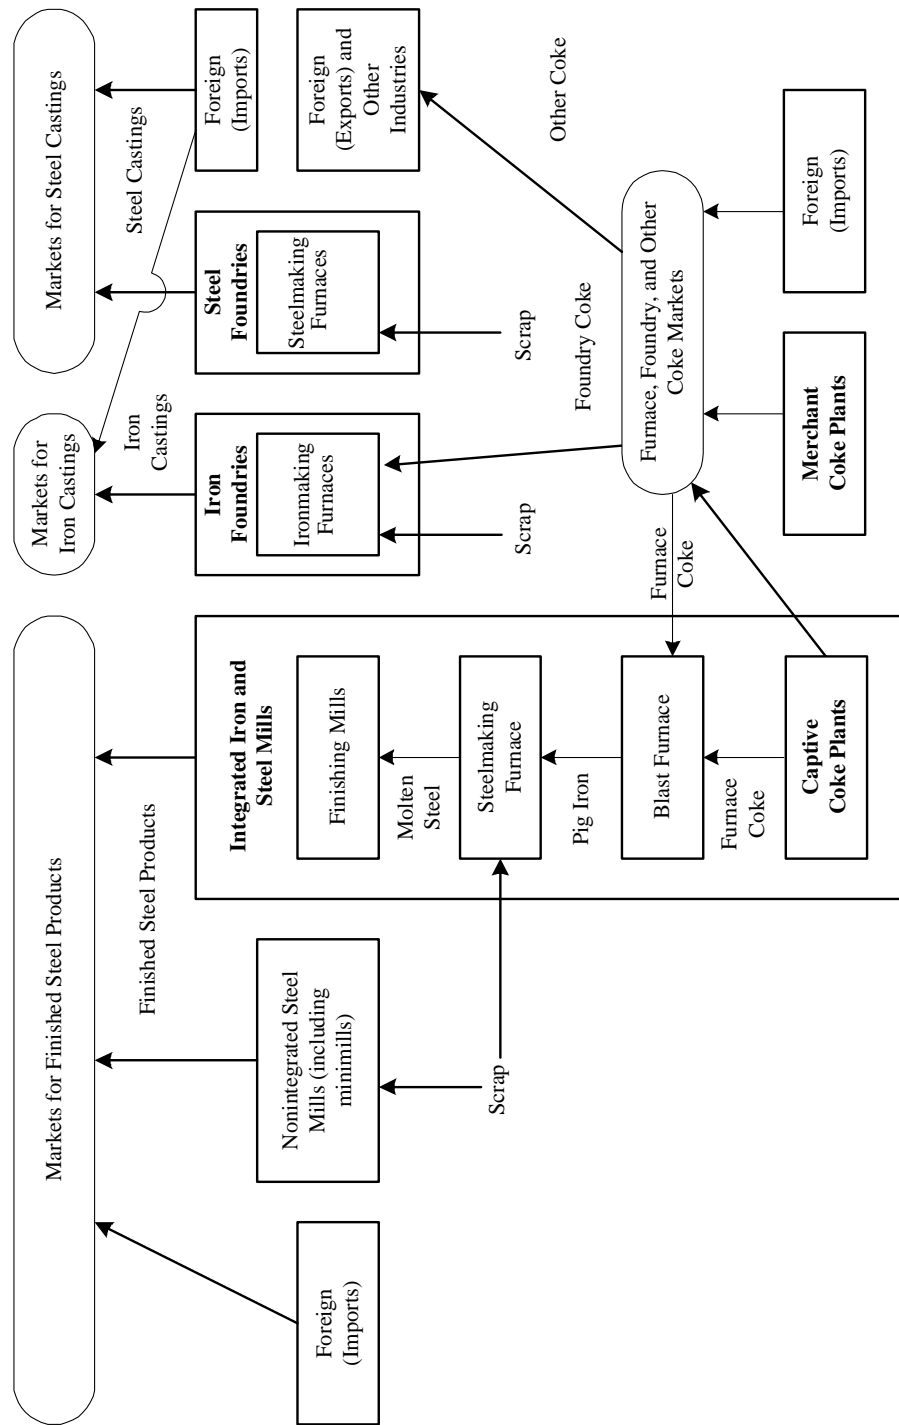 Markets for Finished Steel Products
Markets for
Iron Castings
Markets for Steel Castings
Finished Steel Products
Iron
Castings
Steel Castings
Foreign
(Imports)
Nonintegrated Steel
Mills (including
minimills)
Scrap
Integrated Iron and
Steel Mills
Finishing Mills
Molten
Steel
Steelmaking
Furnace
Pig Iron
Blast Furnace
Furnace
Coke
Captive
Coke Plants
Iron
Foundries
Ironmaking
Furnaces
Scrap
Steel
Foundries
Steelmaking
Furnaces
Scrap
Foreign
(Imports)
Foreign
(Exports) and
Other
Industries
Furnace
Coke
Foundry Coke
Other Coke
Furnace, Foundry, and Other
Coke Markets
Merchant
Coke Plants
Foreign
(Imports)